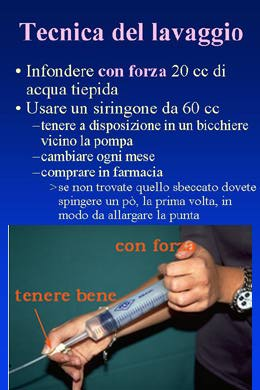 Tecnica del lavaggio
• Infondere con forza 20 cc di
acqua tiepida
• Usare un siringone da 60 cc
–tenere a disposizione in un bicchiere
vicino la pompa
–cambiare ogni mese
–comprare in farmacia
>se non trovate quello sbeccato dovete
spingere un pò, la prima volta, in
modo da allargare la punta
con forza
tenere bene